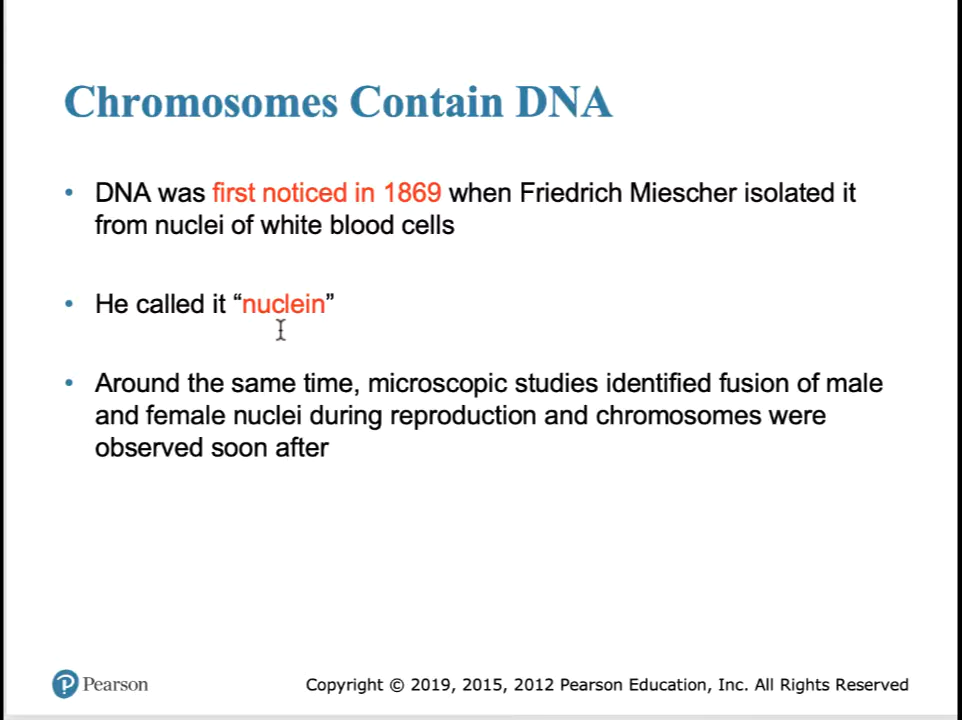 Chromosomes Contain DNA
• DNA was first noticed in 1869 when Friedrich Miescher isolated it
from nuclei of white blood cells
• He called it “nuclein”
• Around the same time, microscopic studies identified fusion of male
and female nuclei during reproduction and chromosomes were
observed soon after
P Pearson
Copyright © 2019, 2015, 2012 Pearson Education, Inc. All Rights Reserved